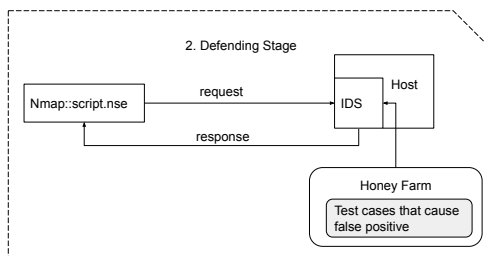 2. Defending Stage
Host
request
Nmap::script.nse
IDS
response
Honey Farm
Test cases that cause
false positive